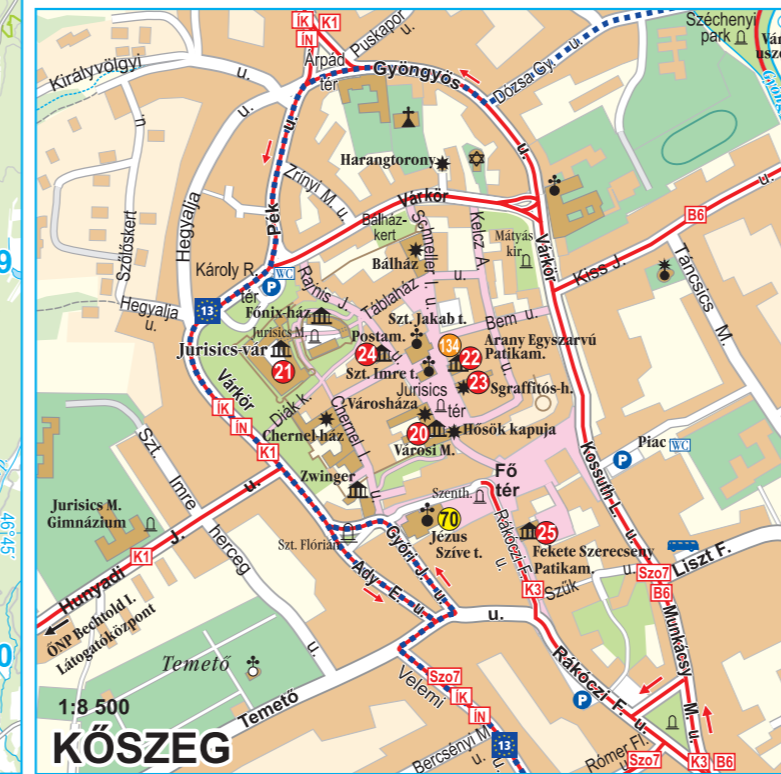 ÍK
K1
ÍN
Puskapor
u.
Árpád
tér
Széchenyi
park
Vár
usz
Királyvölgyi
u.
u.
u.
Gyöngyös
u.
Dózsa Gy. u.
Harangtorony
Zrínyi M. u.
Várkör
Pék
u.
Hegyalja
Szőlőskert
u.
9
Bálház-
kert
Schneller I. u.
Kelcz A.
u.
Mátyás
kir.
Várkör
B6
Kiss J.
u.
Táncsics
M.
Bálház
Károly R.
tér
WC
P
Rajnis J.
Táblaház
u.
Hegyalja
u.
13
Főnix-ház
Jurisics M.
Jurisics-vár
21
Postam.
24
Szt. Jakab t.
Szt. Imre t.
Bem u.
134
22
Arany Egyszarvú
Patikam.
23
Sgraffitós-h.
Jurisics
tér
Városháza
20
Városi M.
Hősök kapuja
Várkör
Diák k.
Chernel-ház
Chernel I.
u.
Zwinger
ÍK
ÍN
K1
Szt. Imre
herceg
u.
Jurisics M.
Gimnázium
46°45'
Fő
tér
Szenth.
70
Jézus
Szíve t.
Szt. Flórián
Győri J. u.
Ady E. u.
Rákóczi F.
u.
25
Fekete Szerecseny
Patikam.
K3
Szűk
u.
Kossuth L. u.
Piac
WC
P
Liszt F.
Szo7
B6
Munkácsy
M.
u.
Hunyadi
J.
u.
K1
ÖNP Bechtold I.
Látogatóközpont
0
Temető
Temető
u.
Velemi
u.
Szo7
ÍK
ÍN
13
Bercsényi M.
u.
Rákóczi F. u.
P
Rómer Fl.
u.
Szo7
K3
B6
1:8 500
KŐSZEG